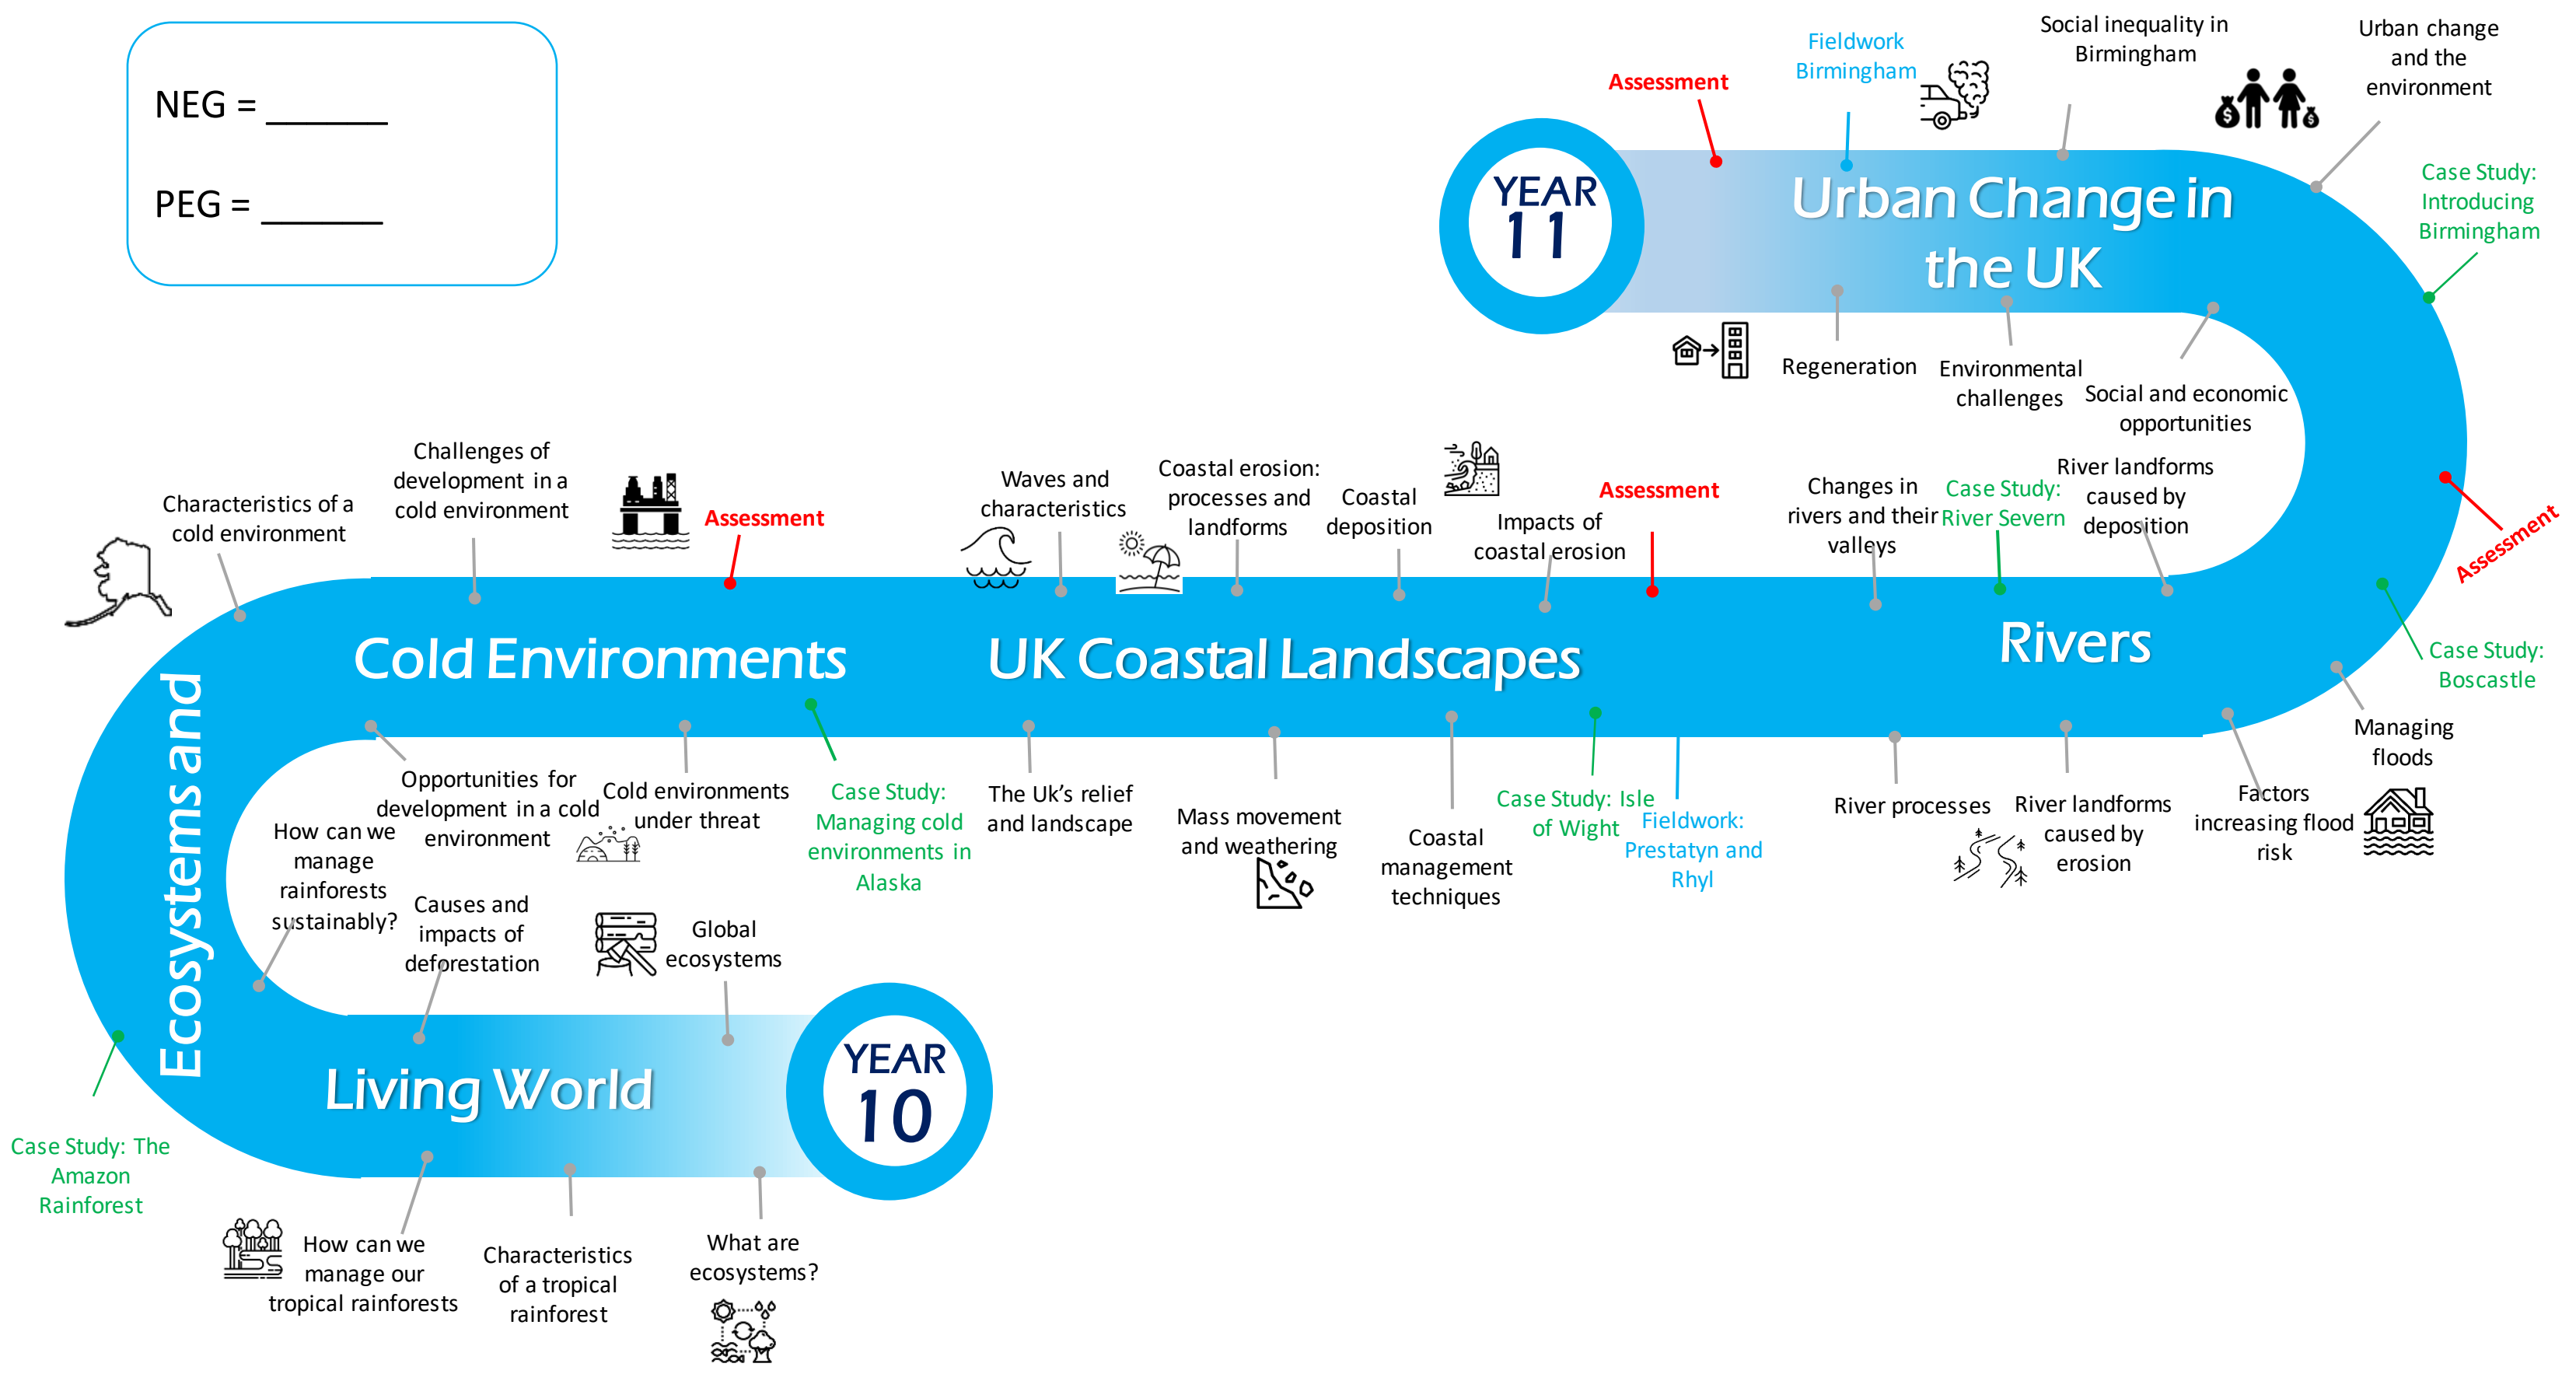 NEG = ______
PEG = ______
Assessment
Fieldwork
Birmingham
Social inequality in
Birmingham
Urban change
and the
environment
Case Study:
Introducing
Birmingham
YEAR
11
Urban Change in
the UK
Regeneration
Environmental
challenges
Social and economic
opportunities
Characteristics of a
cold environment
Challenges of
development in a
cold environment
Assessment
Waves and
characteristics
Coastal erosion:
processes and
landforms
Coastal
deposition
Impacts of
coastal erosion
Assessment
Changes in
rivers and their
valleys
Case Study:
River Severn
River landforms
caused by
deposition
Assessment
Cold Environments
UK Coastal Landscapes
Rivers
Case Study:
Boscastle
Managing
floods
Opportunities for
development in a cold
environment
Cold environments
under threat
Case Study:
Managing cold
environments in
Alaska
The Uk's relief
and landscape
Mass movement
and weathering
Coastal
management
techniques
Case Study: Isle
of Wight
Fieldwork:
Prestatyn and
Rhyl
River processes
River landforms
caused by
erosion
Factors
increasing flood
risk
Ecosystems and
How can we
manage
rainforests
sustainably?
Causes and
impacts of
deforestation
Global
ecosystems
Living World
YEAR
10
Case Study: The
Amazon
Rainforest
How can we
manage our
tropical rainforests
Characteristics
of a tropical
rainforest
What are
ecosystems?